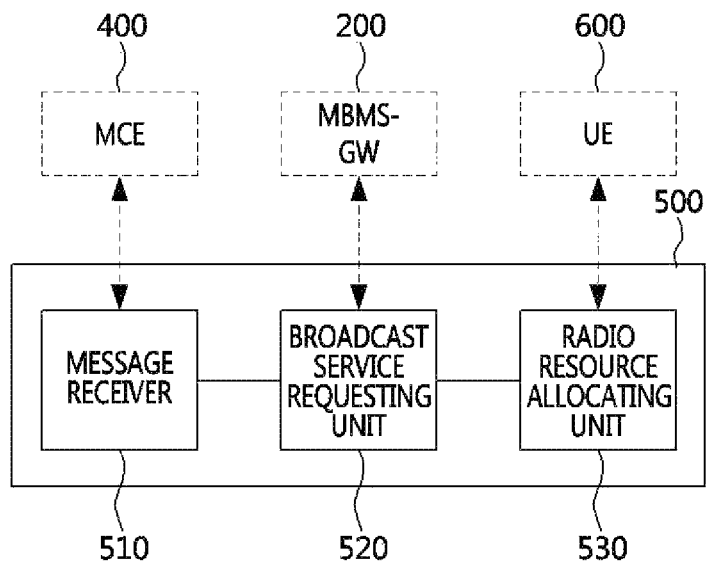 400
200
600
MCE
MBMS-
GW
UE
500
MESSAGE
RECEIVER
BROADCAST
SERVICE
REQUESTING
UNIT
RADIO
RESOURCE
ALLOCATING
UNIT
510
520
530